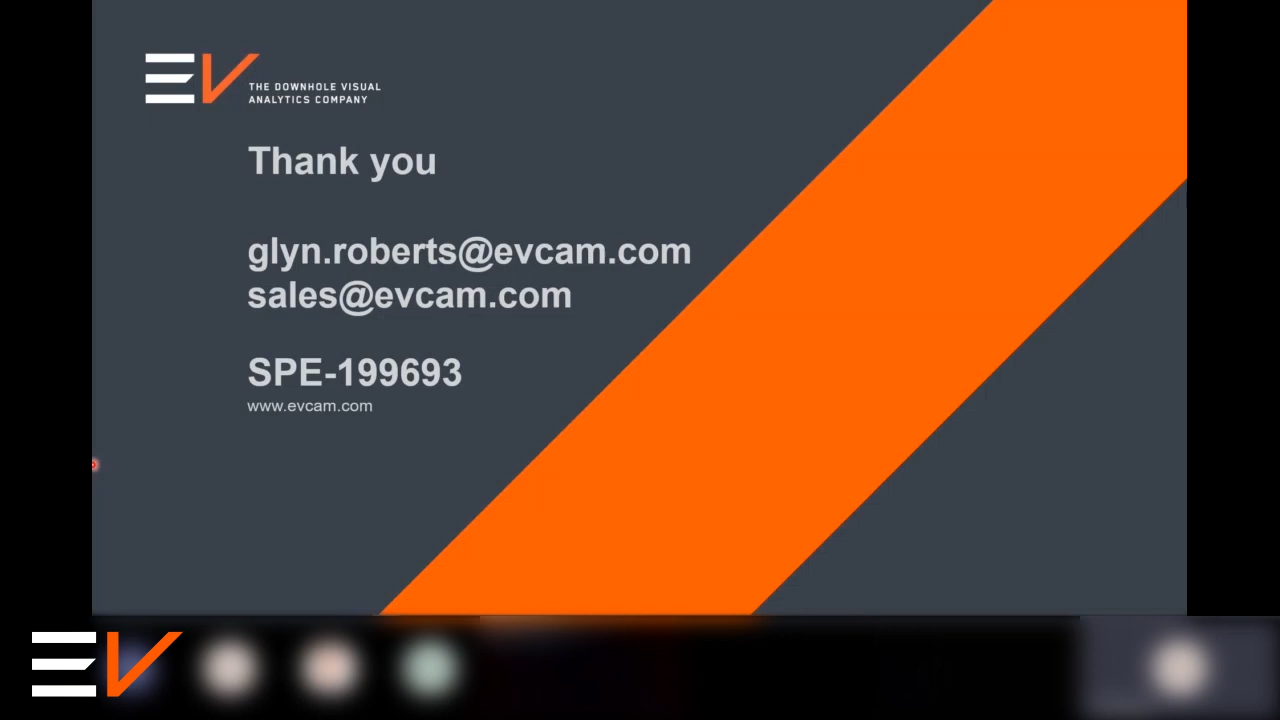 EV
THE DOWNHOLE VISUAL
ANALYTICS COMPANY
Thank you
glyn.roberts@evcam.com
sales@evcam.com
SPE-199693
www.evcam.com
EV